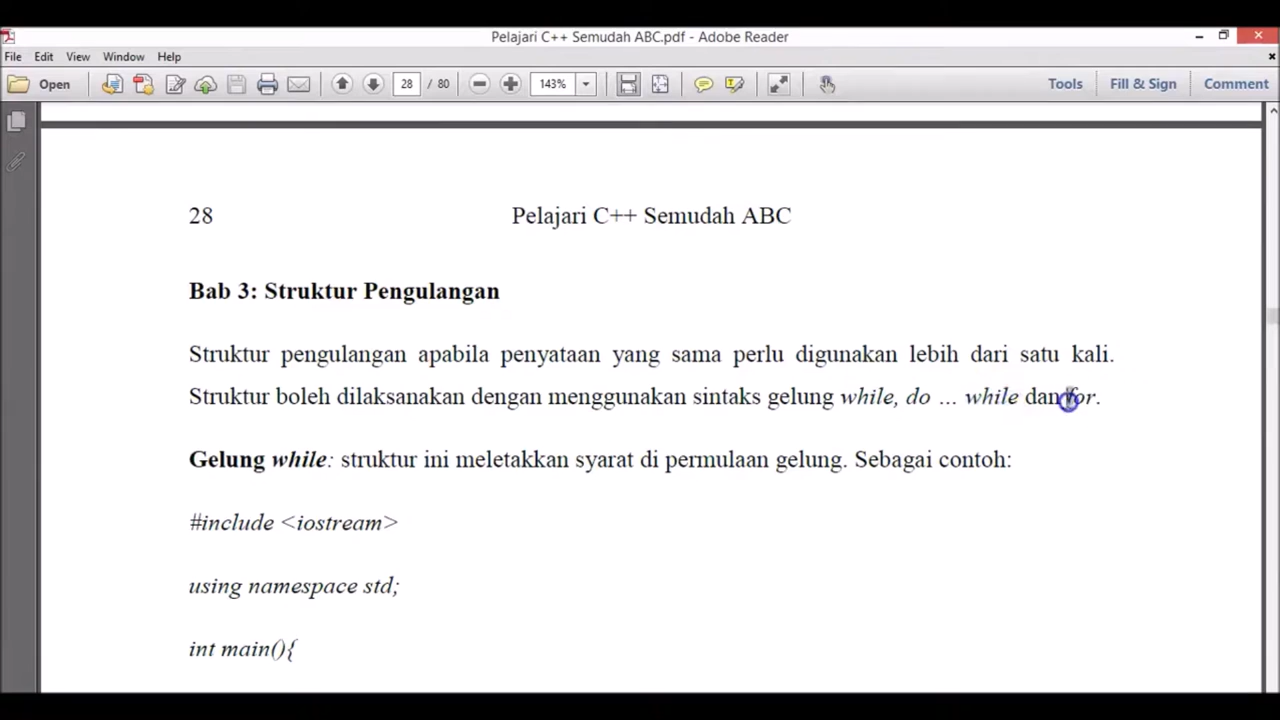 Pelajari C++ Semudah ABC.pdf - Adobe Reader
File Edit View Window Help
Open 28 / 80 143% Tools Fill & Sign Comment
28 Pelajari C++ Semudah ABC
Bab 3: Struktur Pengulangan
Struktur pengulangan apabila penyataan yang sama perlu digunakan lebih dari satu kali.
Struktur boleh dilaksanakan dengan menggunakan sintaks gelung while, do ... while dan for.
Gelung while: struktur ini meletakkan syarat di permulaan gelung. Sebagai contoh:
#include <iostream>
using namespace std;
int main(){